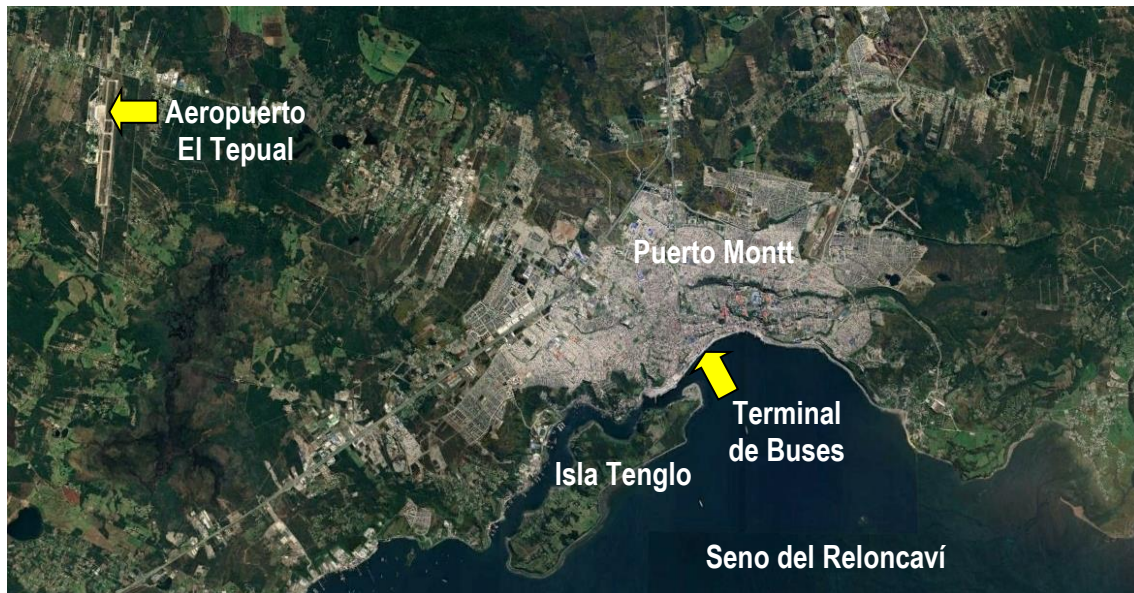 Aeropuerto
El Tepual
Puerto Montt
Terminal
de Buses
Isla Tenglo
Seno del Reloncaví